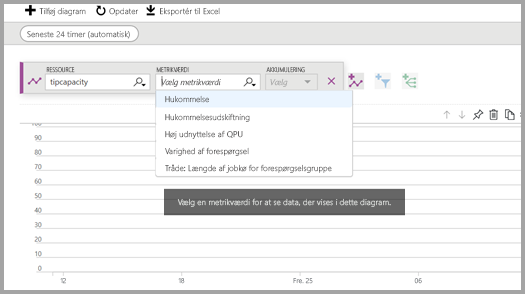 Tilføj diagram Opdater Eksportér til Excel
Seneste 24 timer (automatisk)
RESSOURCE METRIKVÆRDI AKKUMULERING
tipcapacity Vælg metrikværdi Vælg
Hukommelse
Hukommelsesudskiftning
Høj udnyttelse af QPU
Varighed af forespørgsel
Tråde: Længde af jobkø for forespørgselsgruppe
100
90
80
70
60
50
40
30
20
10
0
Vælg en metrikværdi for at se data, der vises i dette diagram.
12 18 Fre. 25 06